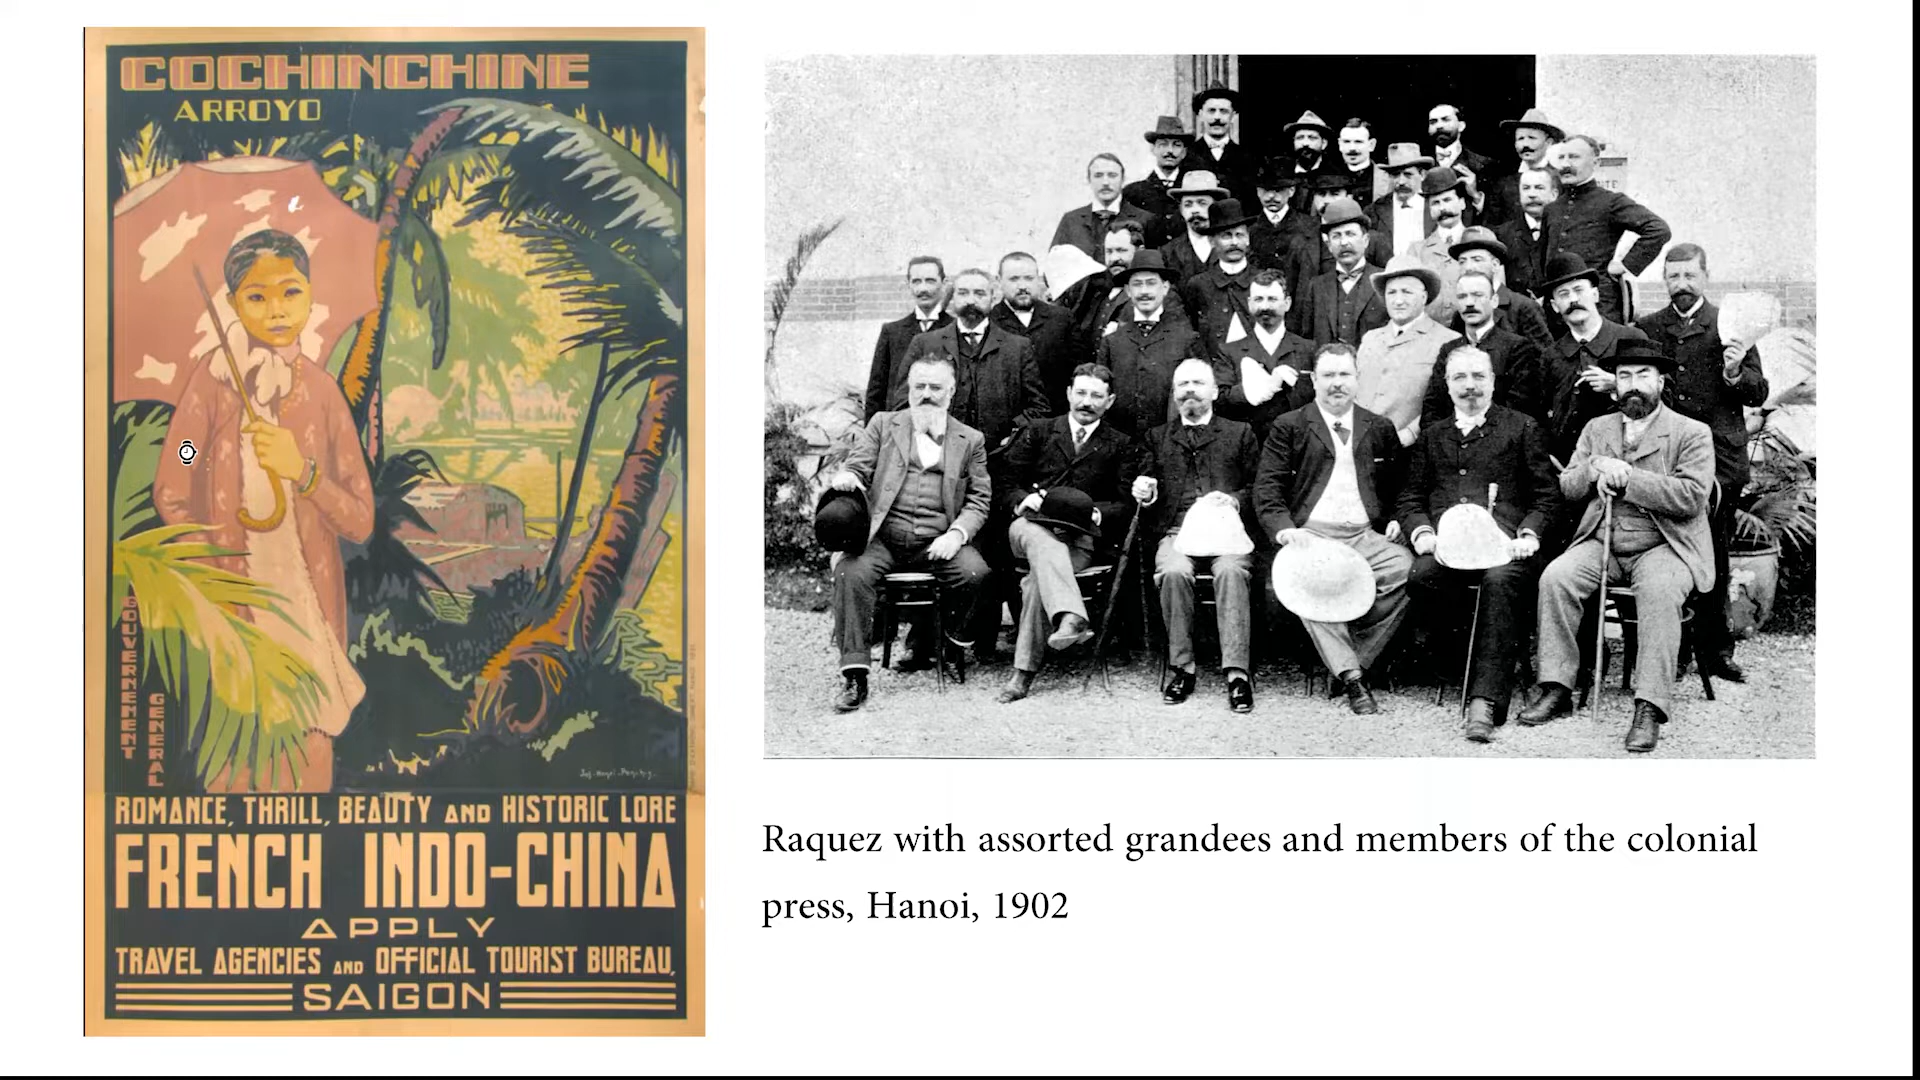 COCHINCHINE
ARROYO
GOUVERNEMENT
GENERAL
ROMANCE, THRILL, BEAUTY AND HISTORIC LORE
FRENCH INDO-CHINA
APPLY
TRAVEL AGENCIES AND OFFICIAL TOURIST BUREAU,
SAIGON
Raquez with assorted grandees and members of the colonial
press, Hanoi, 1902